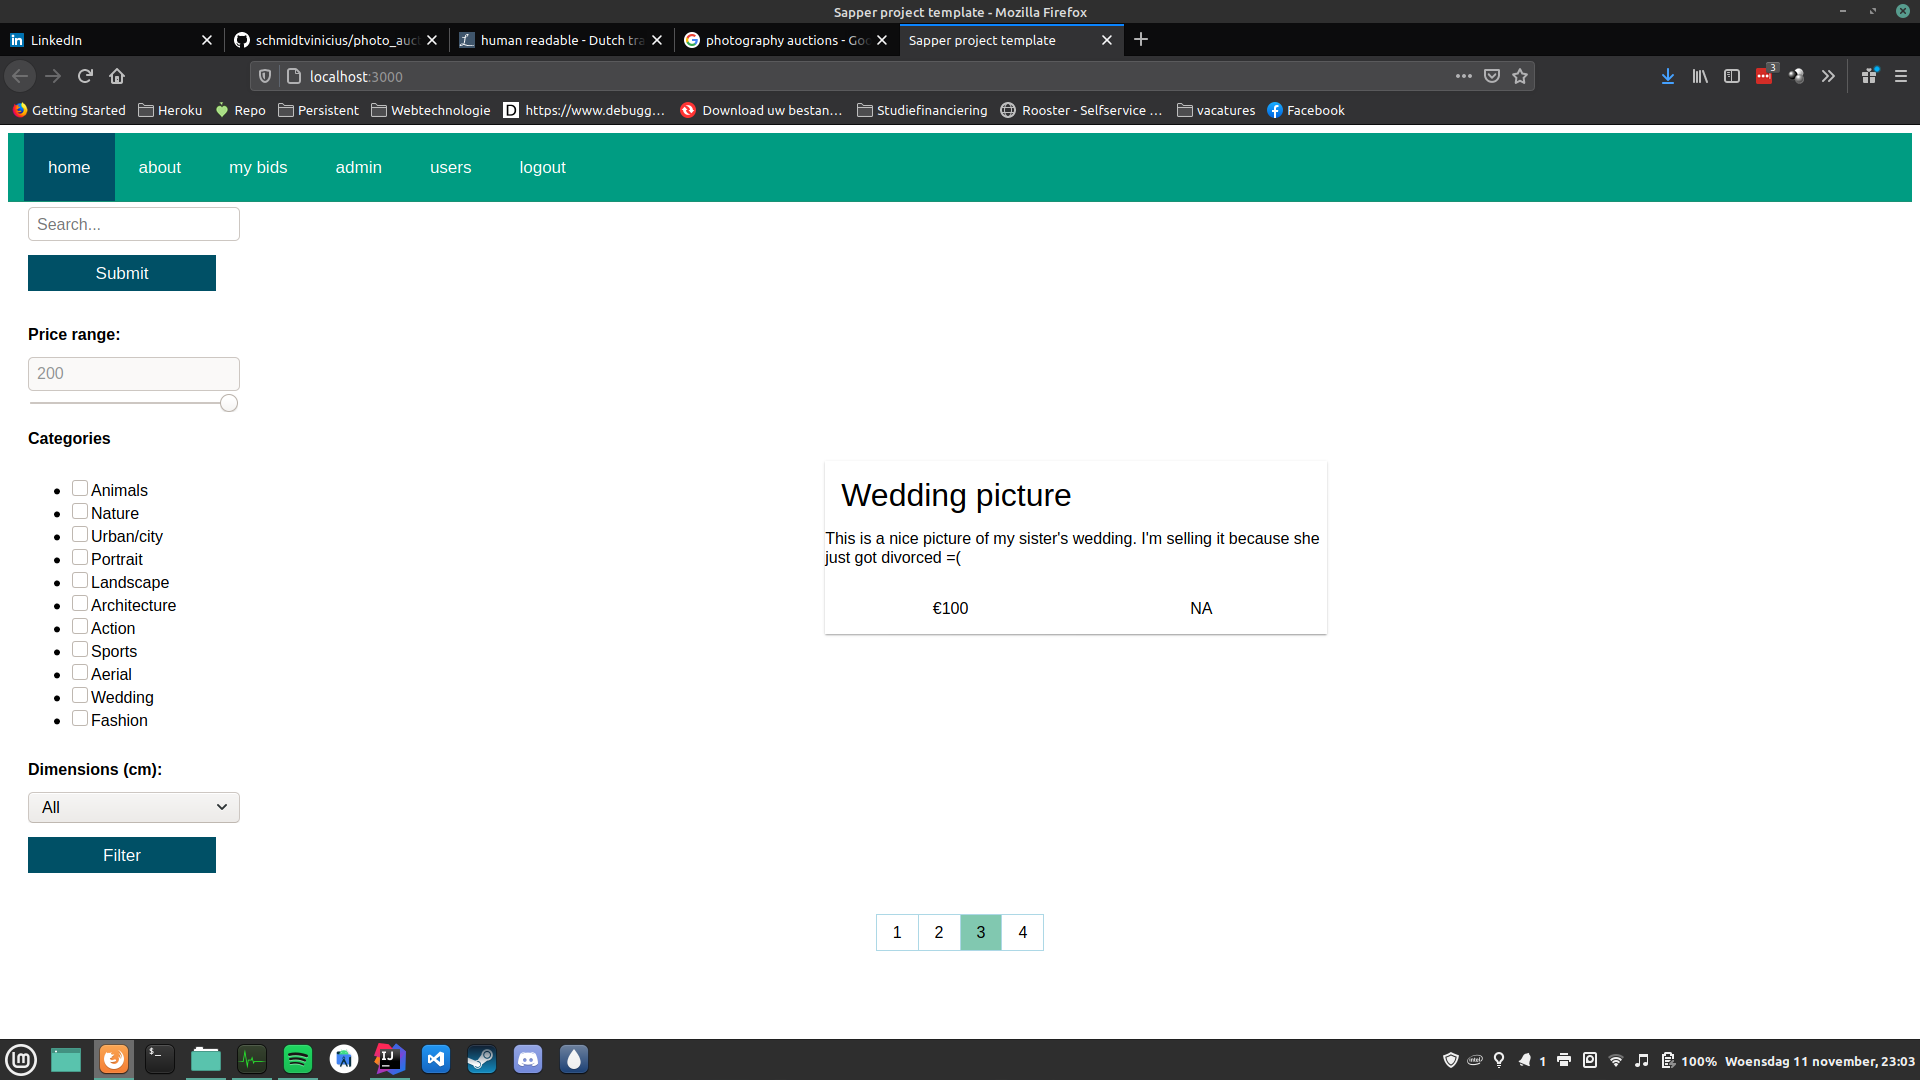 Sapper project template - Mozilla Firefox
LinkedIn
schmidtvinicius/photo_auc
human readable - Dutch tra
photography auctions - Goo
Sapper project template
localhost:3000
3
Getting Started
Heroku
Repo
Persistent
Webtechnologie
D
https://www.debugg...
Download uw bestan...
Studiefinanciering
Rooster - Selfservice ...
vacatures
Facebook
home
about
my bids
admin
users
logout
Search...
Submit
Price range:
200
Categories
Animals
Nature
Urban/city
Portrait
Landscape
Architecture
Action
Sports
Aerial
Wedding
Fashion
Dimensions (cm):
All
Filter
Wedding picture
This is a nice picture of my sister's wedding. I'm selling it because she
just got divorced =(
€100
NA
1
2
3
4
1
100%
Woensdag 11 november, 23:03